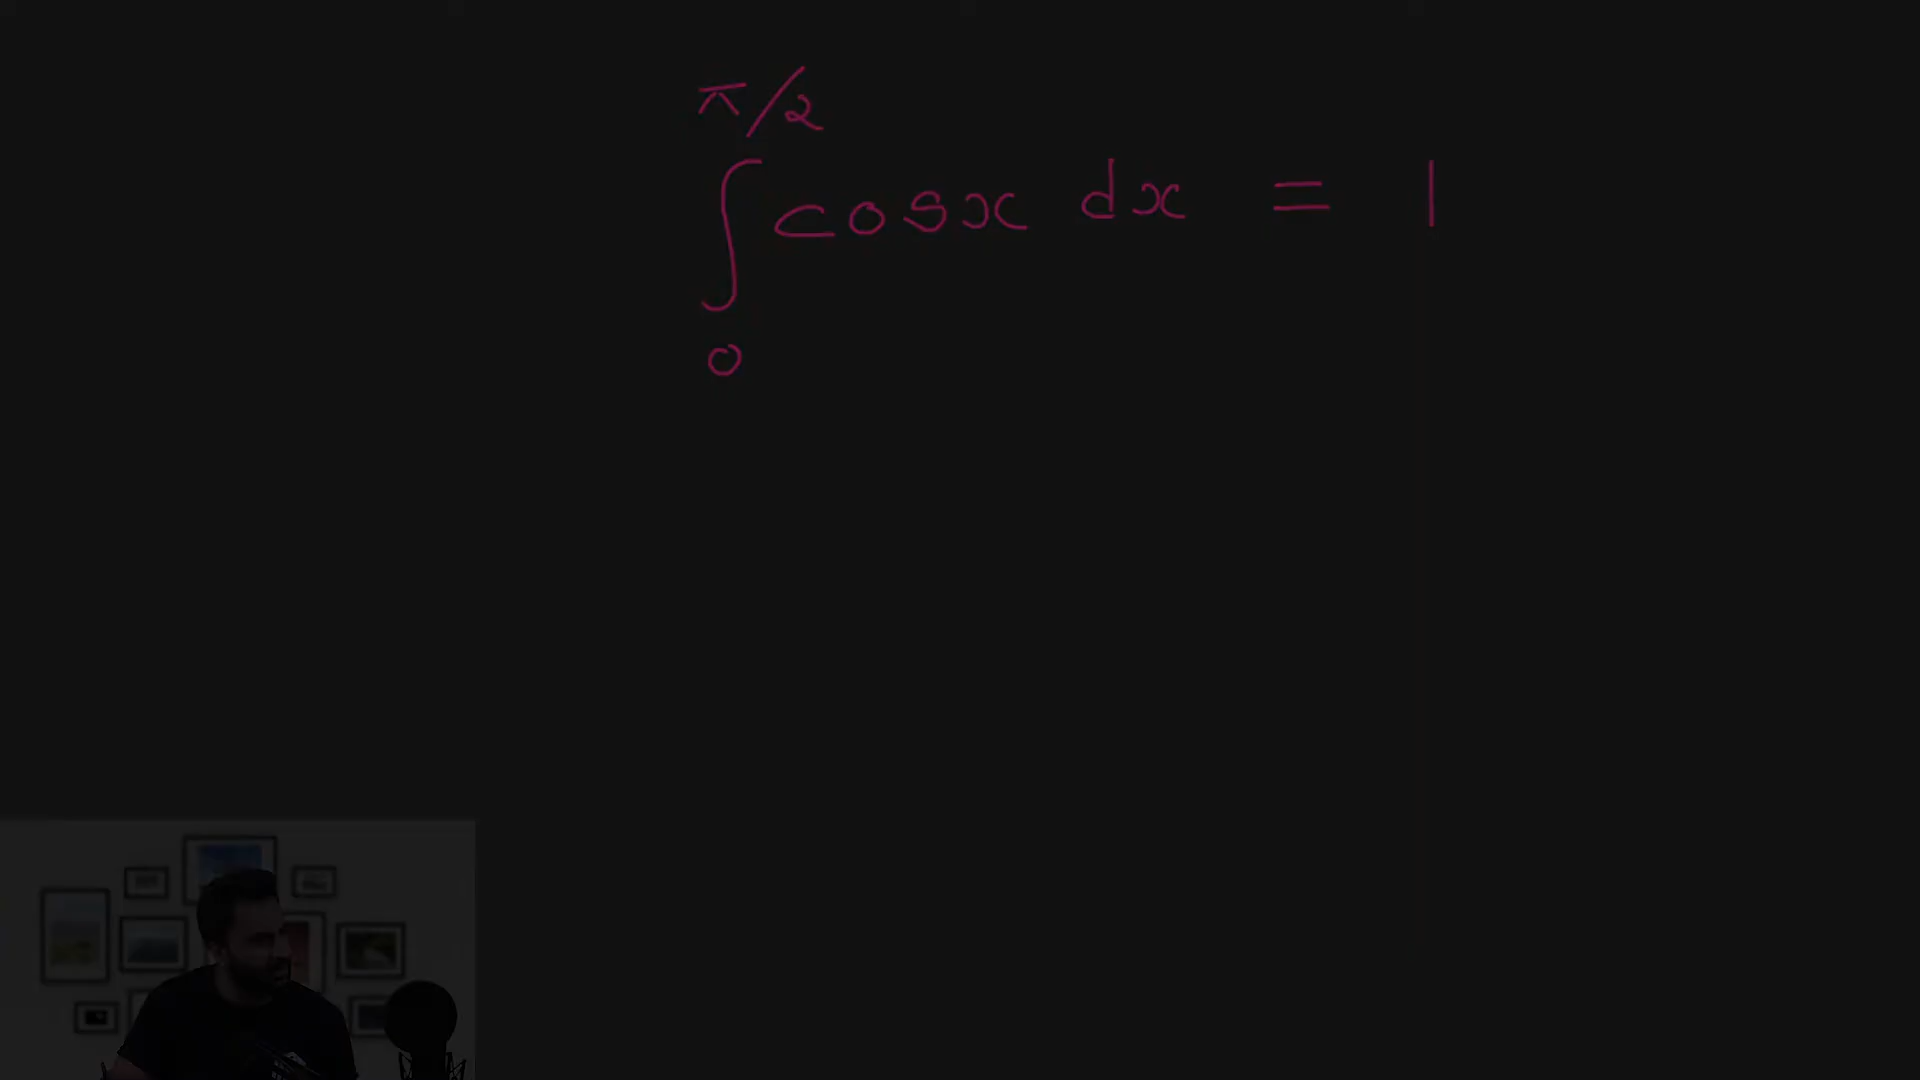 π/2
∫ cosx dx = 1
0